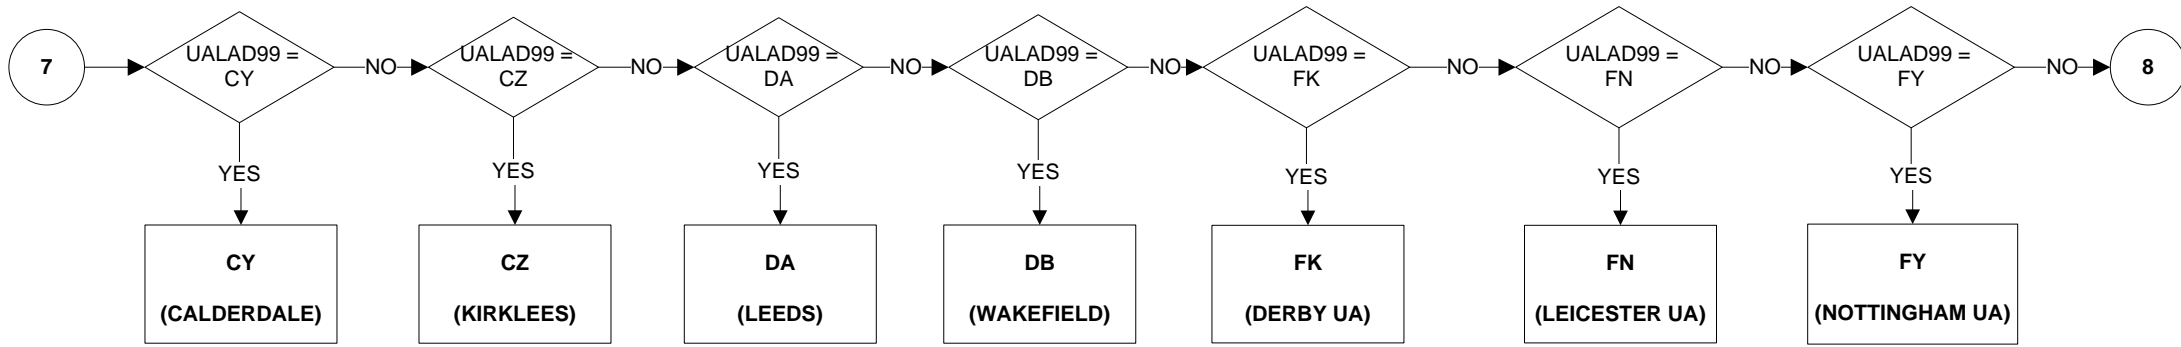 7
UALAD99 =
CY
NO
UALAD99 =
CZ
NO
UALAD99 =
DA
NO
UALAD99 =
DB
NO
UALAD99 =
FK
NO
UALAD99 =
FN
NO
UALAD99 =
FY
NO
8
YES
YES
YES
YES
YES
YES
YES
CY
(CALDERDALE)
CZ
(KIRKLEES)
DA
(LEEDS)
DB
(WAKEFIELD)
FK
(DERBY UA)
FN
(LEICESTER UA)
FY
(NOTTINGHAM UA)